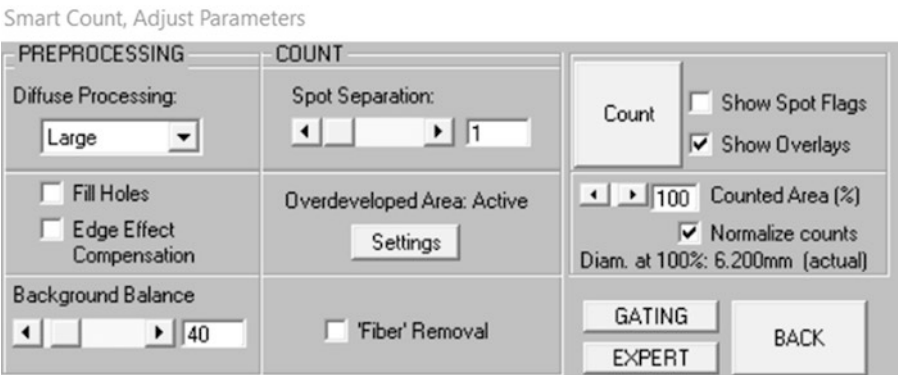 Smart Count, Adjust Parameters
PREPROCESSING
Diffuse Processing:
Large
Fill Holes
Edge Effect
Compensation
Background Balance
40
COUNT
Spot Separation:
1
Overdeveloped Area: Active
Settings
'Fiber' Removal
Count
Show Spot Flags
Show Overlays
100 Counted Area (%)
Normalize counts
Diam. at 100%: 6.200mm (actual)
GATING
EXPERT
BACK